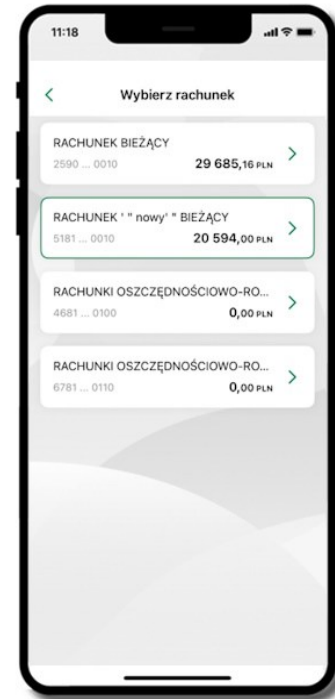 11:18
Wybierz rachunek
RACHUNEK BIEŻĄCY
2590 ... 0010
29 685,16 PLN
RACHUNEK ' " nowy' " BIEŻĄCY
5181 ... 0010
20 594,00 PLN
RACHUNKI OSZCZĘDNOŚCIOWO-RO...
4681 ... 0100
0,00 PLN
RACHUNKI OSZCZĘDNOŚCIOWO-RO...
6781 ... 0110
0,00 PLN